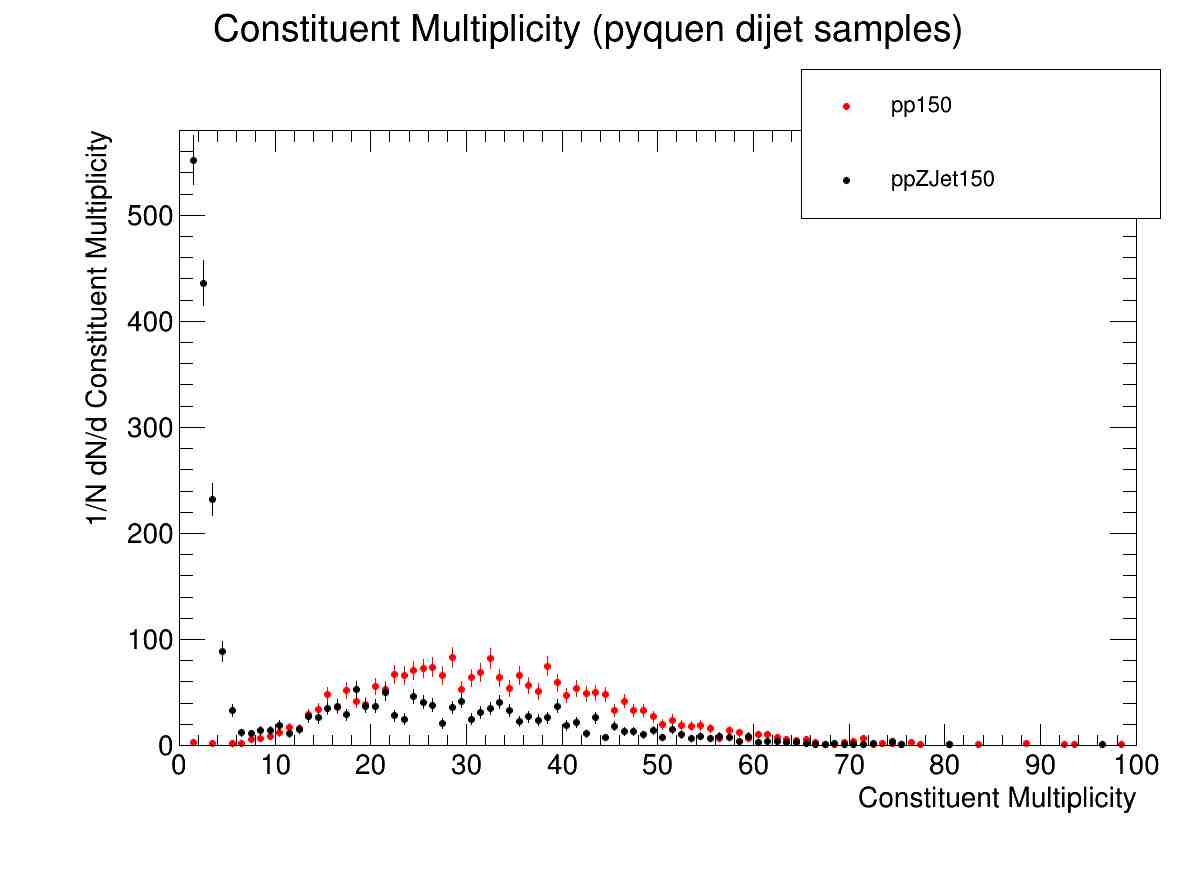 Constituent Multiplicity (pyquen dijet samples)
pp150
ppZJet150
1/N dN/d Constituent Multiplicity
500
400
300
200
100
0
0 10 20 30 40 50 60 70 80 90 100
Constituent Multiplicity